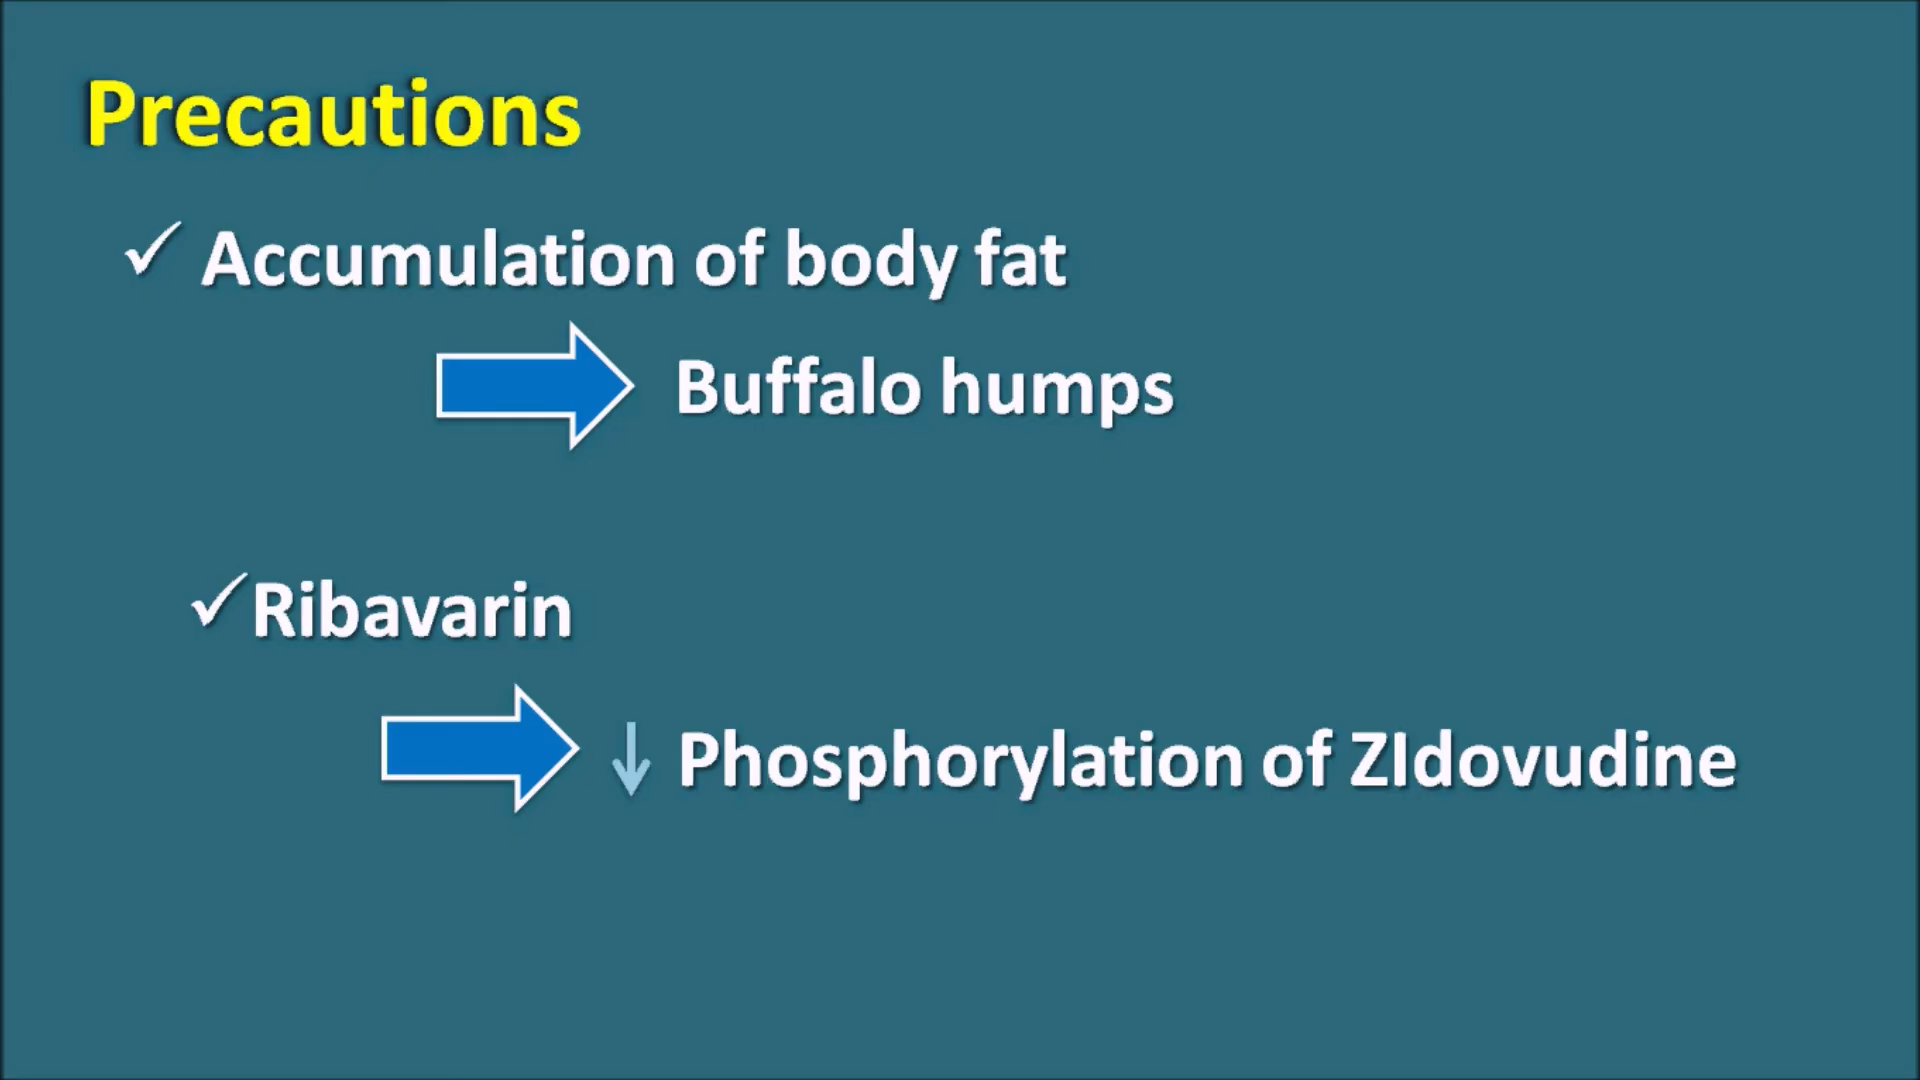 Precautions
✓ Accumulation of body fat
Buffalo humps
✓ Ribavarin
↓ Phosphorylation of ZIdovudine